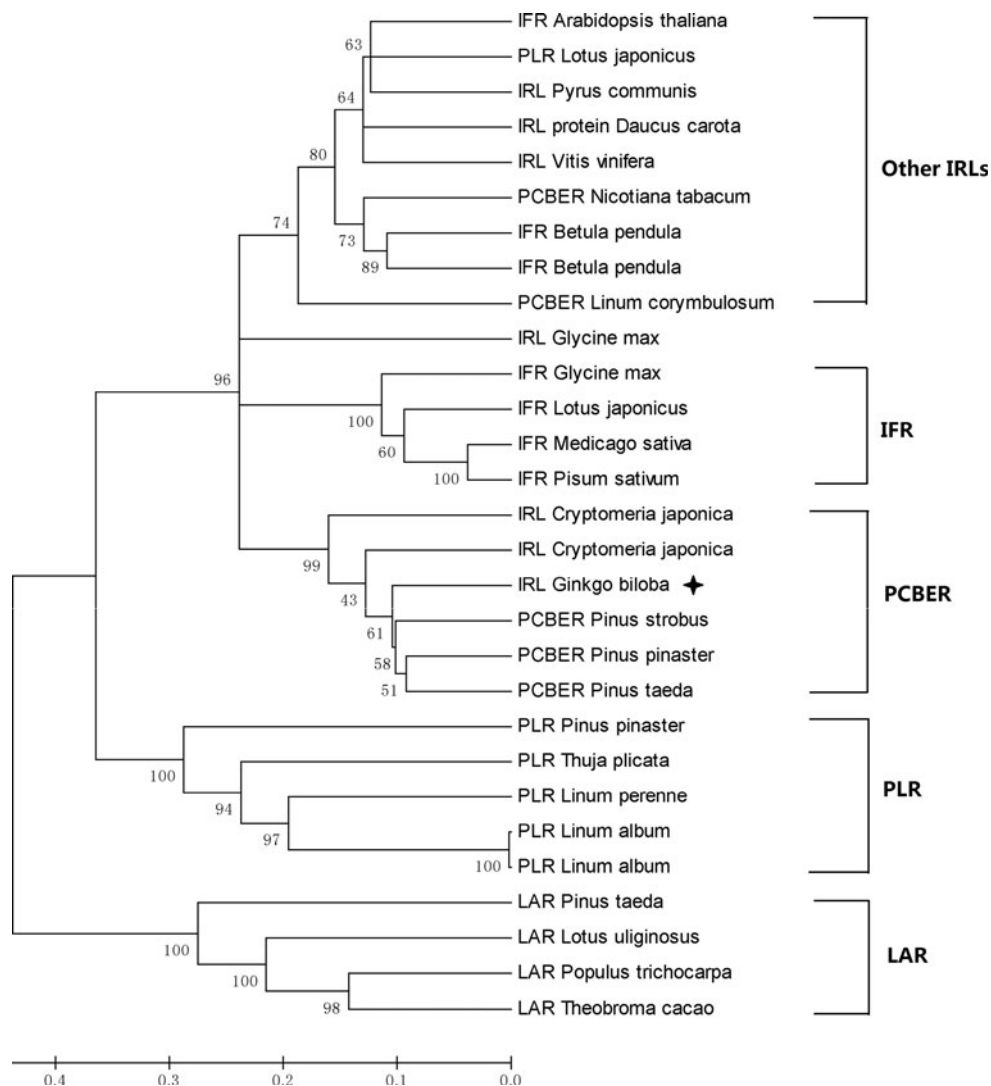 IFR Arabidopsis thaliana
63
PLR Lotus japonicus
IRL Pyrus communis
64
IRL protein Daucus carota
80
IRL Vitis vinifera
Other IRLs
PCBER Nicotiana tabacum
74
IFR Betula pendula
73
IFR Betula pendula
89
PCBER Linum corymbulosum
IRL Glycine max
96
IFR Glycine max
IFR Lotus japonicus
100
IFR
IFR Medicago sativa
60
IFR Pisum sativum
100
IRL Cryptomeria japonica
IRL Cryptomeria japonica
99
IRL Ginkgo biloba
PCBER
43
PCBER Pinus strobus
61
PCBER Pinus pinaster
58
PCBER Pinus taeda
51
PLR Pinus pinaster
PLR Thuja plicata
100
PLR
PLR Linum perenne
94
PLR Linum album
97
PLR Linum album
100
LAR Pinus taeda
LAR Lotus uliginosus
100
LAR
LAR Populus trichocarpa
100
LAR Theobroma cacao
98
0.4 0.3 0.2 0.1 0.0